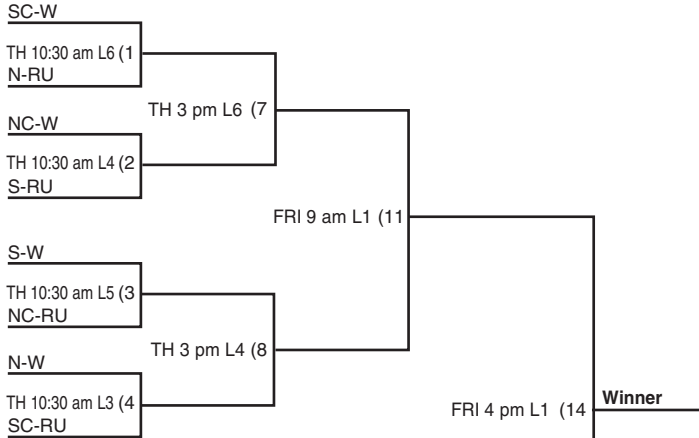 SC-W
TH 10:30 am L6 (1
N-RU
TH 3 pm L6 (7
NC-W
TH 10:30 am L4 (2
S-RU
FRI 9 am L1 (11
S-W
TH 10:30 am L5 (3
NC-RU
TH 3 pm L4 (8
N-W
TH 10:30 am L3 (4
SC-RU
FRI 4 pm L1 (14
Winner